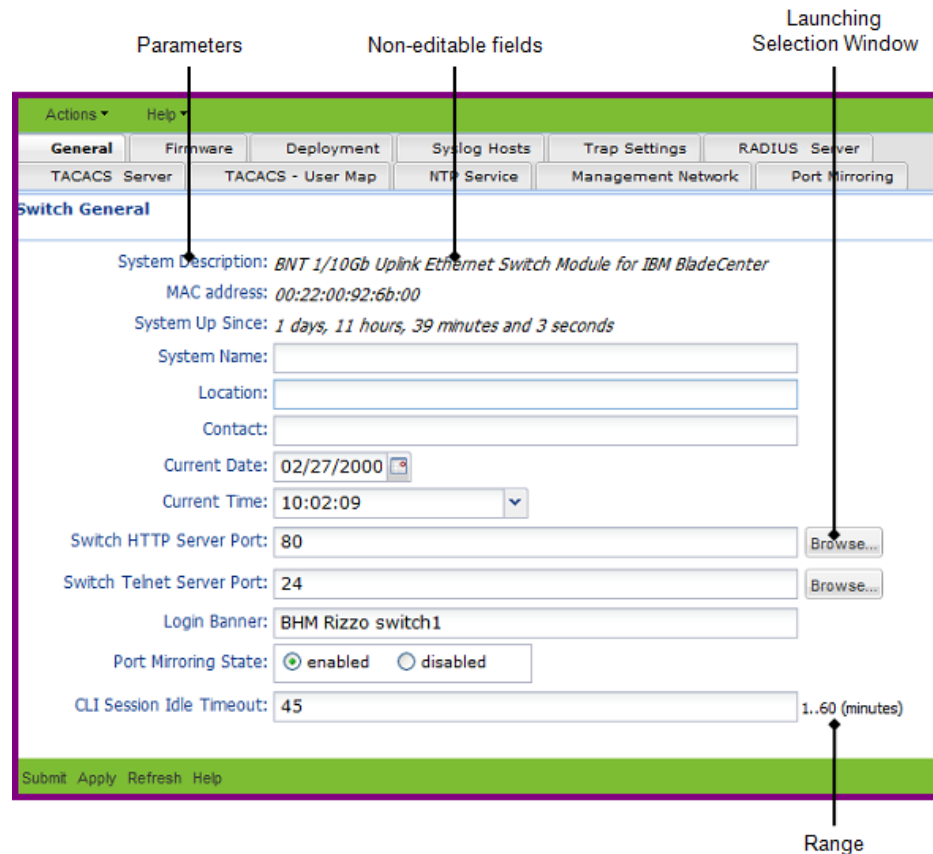 Launching
Parameters Non-editable fields Selection Window
Actions Help
General Firmware Deployment Syslog Hosts Trap Settings RADIUS Server
TACACS Server TACACS - User Map NTP Service Management Network Port Mirroring
Switch General
System Description: BNT 1/10Gb Uplink Ethernet Switch Module for IBM BladeCenter
MAC address: 00:22:00:92:6b:00
System Up Since: 1 days, 11 hours, 39 minutes and 3 seconds
System Name:
Location:
Contact:
Current Date: 02/27/2000
Current Time: 10:02:09
Switch HTTP Server Port: 80 Browse...
Switch Telnet Server Port: 24 Browse...
Login Banner: BHM Rizzo switch1
Port Mirroring State: enabled disabled
CLI Session Idle Timeout: 45 1..60 (minutes)
Submit Apply Refresh Help
Range